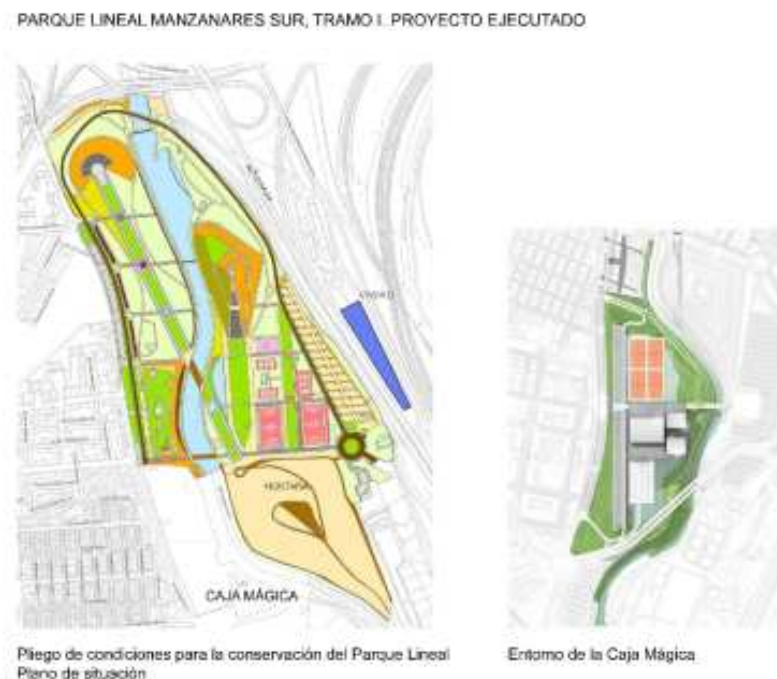 PARQUE LINEAL MANZANARES SUR, TRAMO I. PROYECTO EJECUTADO
CAJA MÁGICA
Pliego de condiciones para la conservación del Parque Lineal
Plano de situación
Entorno de la Caja Mágica